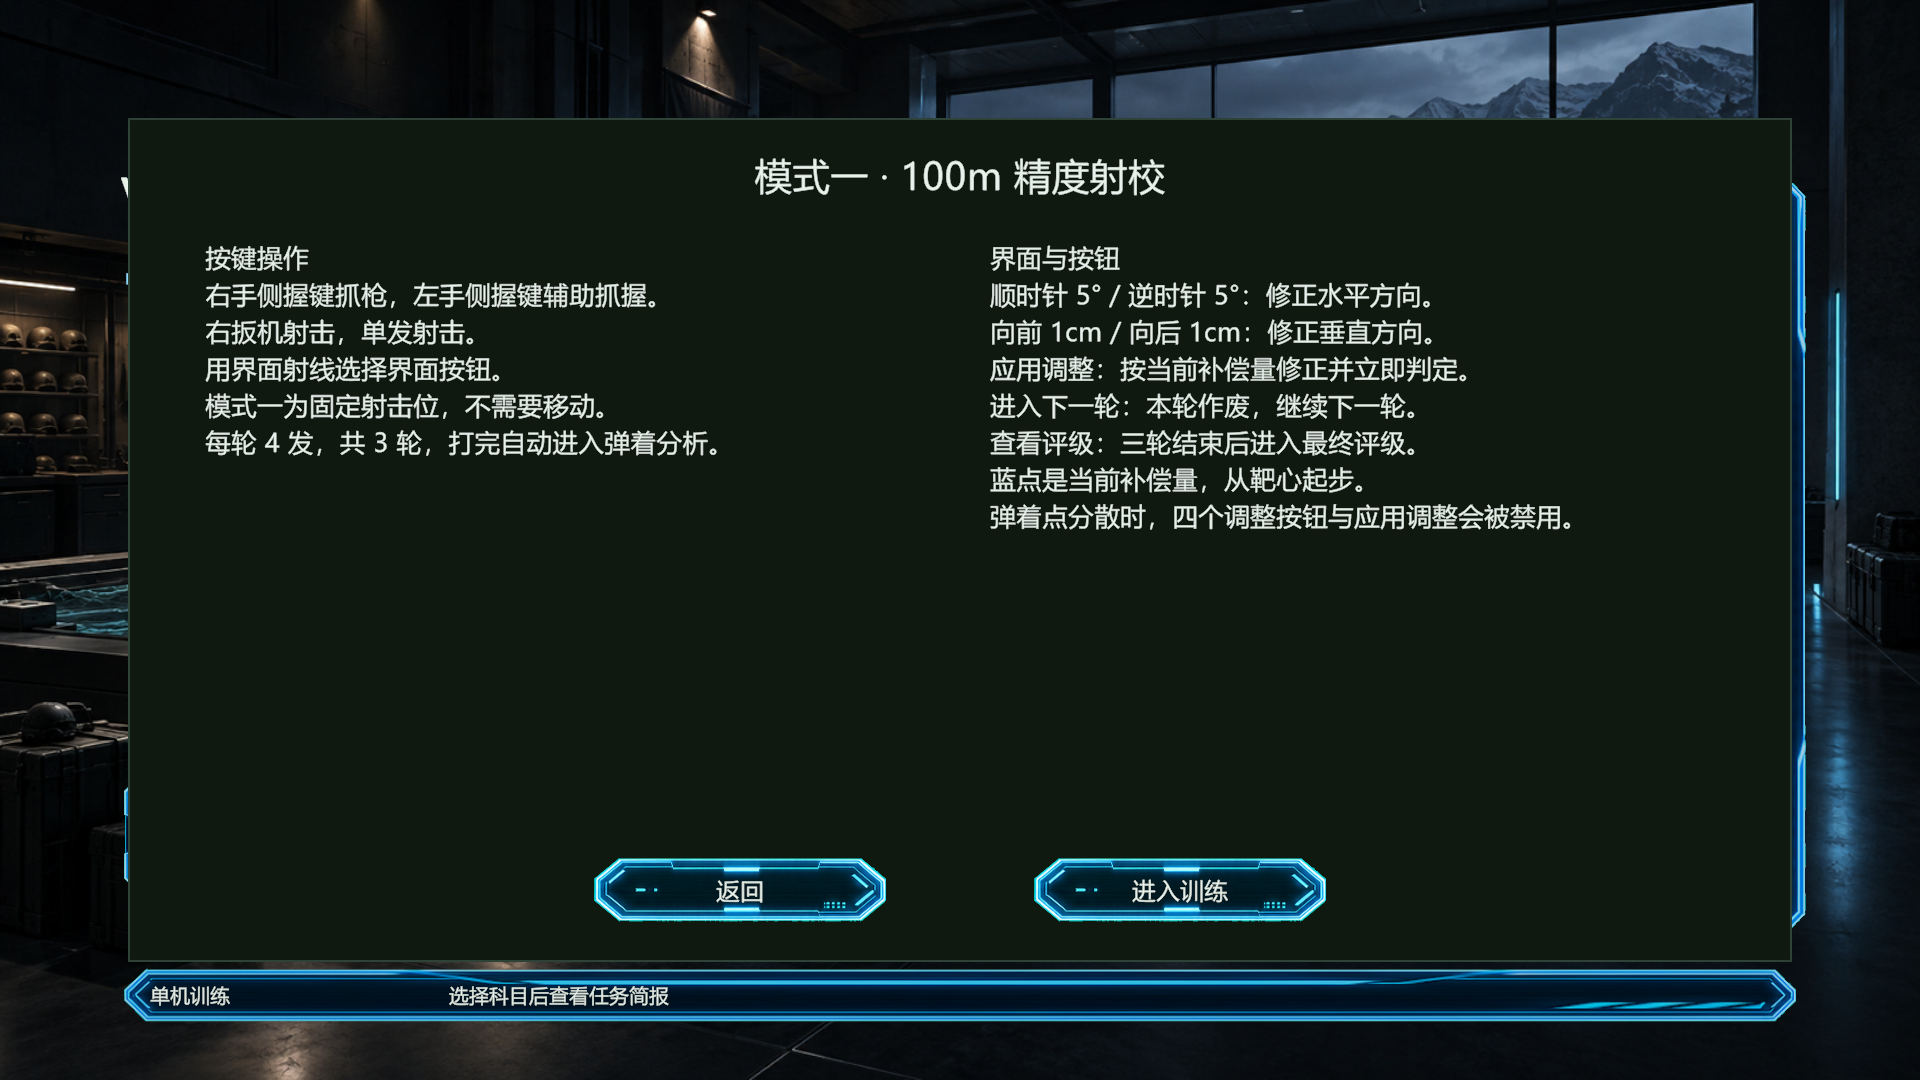 模式一 · 100m 精度射校
按键操作
右手侧握键抓枪，左手侧握键辅助抓握。
右扳机射击，单发射击。
用界面射线选择界面按钮。
模式一为固定射击位，不需要移动。
每轮 4 发，共 3 轮，打完自动进入弹着分析。
界面与按钮
顺时针 5° / 逆时针 5°：修正水平方向。
向前 1cm / 向后 1cm：修正垂直方向。
应用调整：按当前补偿量修正并立即判定。
进入下一轮：本轮作废，继续下一轮。
查看评级：三轮结束后进入最终评级。
蓝点是当前补偿量，从靶心起步。
弹着点分散时，四个调整按钮与应用调整会被禁用。
返回
进入训练
单机训练
选择科目后查看任务简报